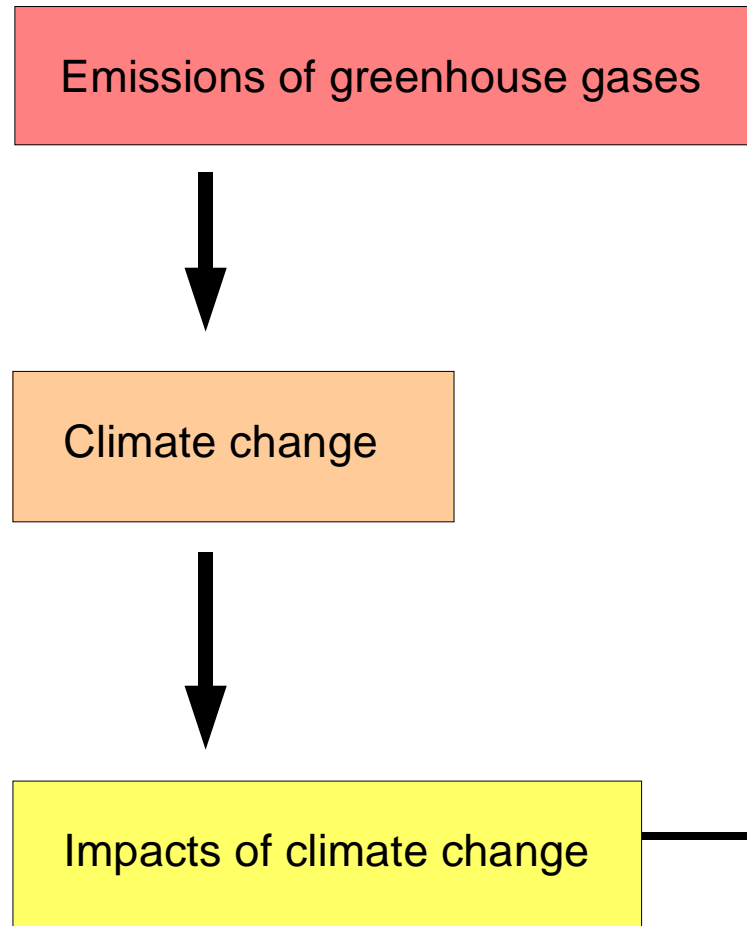 Emissions of greenhouse gases
Climate change
Impacts of climate change